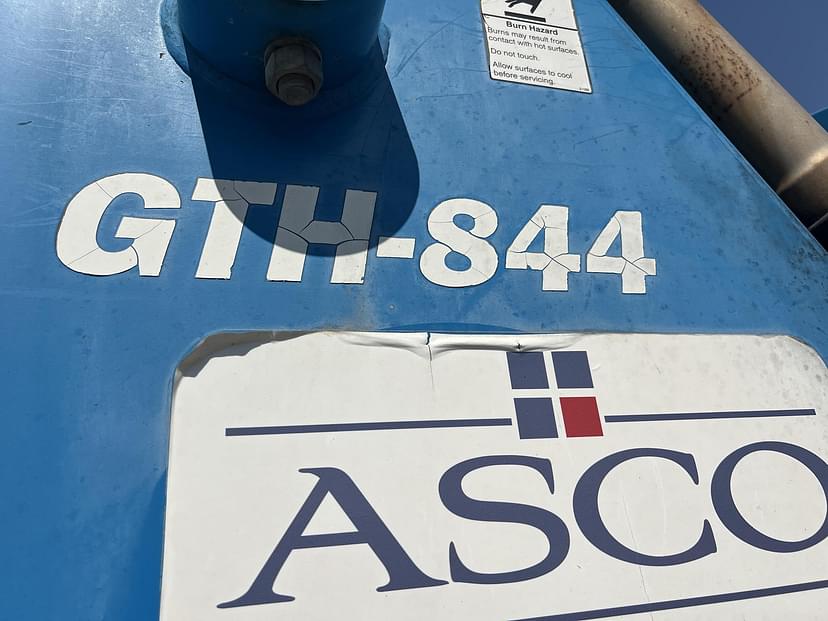 Burn Hazard
Burns may result from
contact with hot surfaces.
Do not touch.
Allow surfaces to cool
before servicing.
GTH-844
ASCO